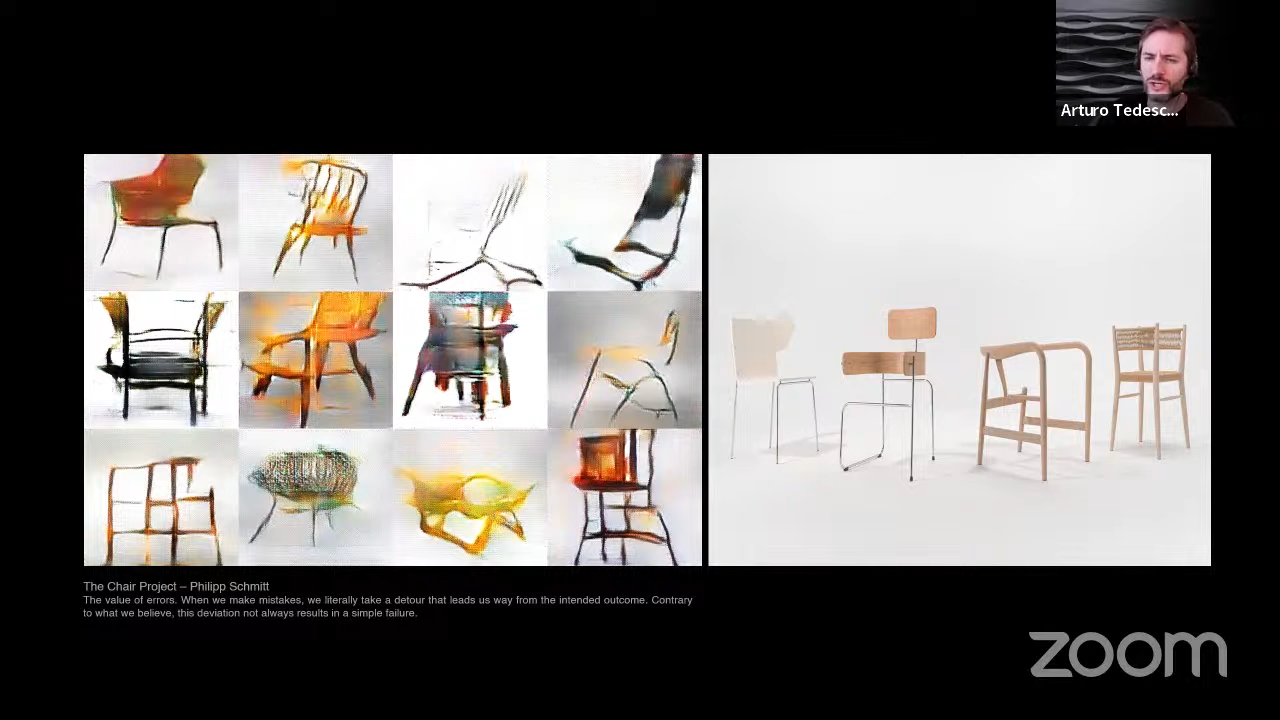 Arturo Tedesc...
The Chair Project – Philipp Schmitt
The value of errors. When we make mistakes, we literally take a detour that leads us way from the intended outcome. Contrary
to what we believe, this deviation not always results in a simple failure.
zoom